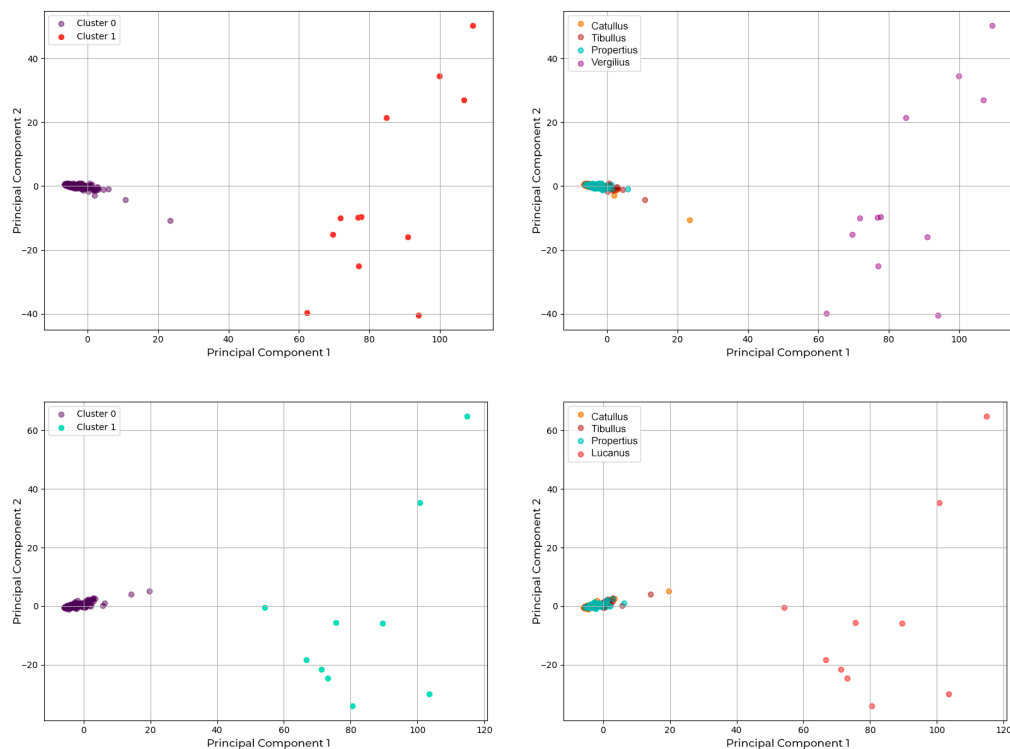 Cluster 0
Cluster 1
40
20
0
−20
−40
Principal Component 2
0
20
40
60
80
100
Principal Component 1
Catullus
Tibullus
Propertius
Vergilius
40
20
0
−20
−40
Principal Component 2
0
20
40
60
80
100
Principal Component 1
Cluster 0
Cluster 1
60
40
20
0
−20
Principal Component 2
0
20
40
60
80
100
120
Principal Component 1
Catullus
Tibullus
Propertius
Lucanus
60
40
20
0
−20
Principal Component 2
0
20
40
60
80
100
120
Principal Component 1